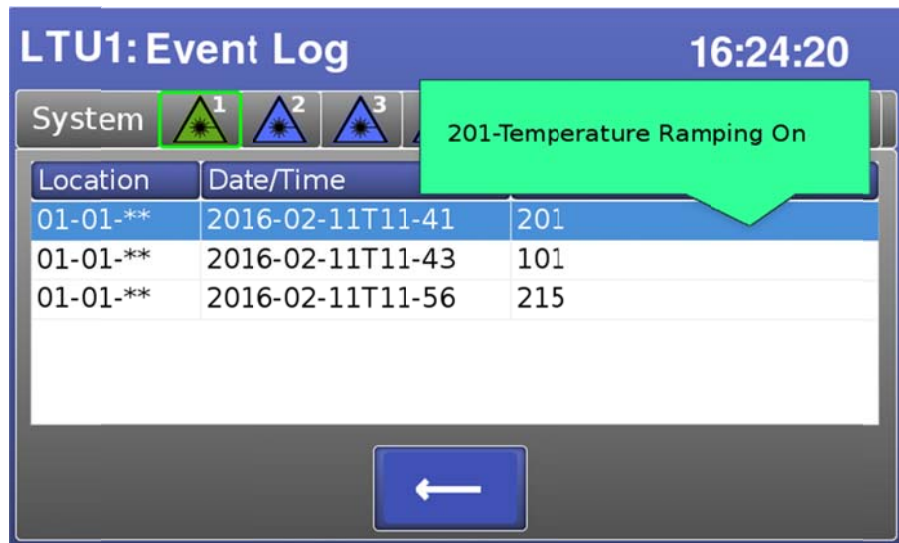 LTU1: Event Log 16:24:20
System 1 2 3
201-Temperature Ramping On
Location Date/Time
01-01-** 2016-02-11T11-41 201
01-01-** 2016-02-11T11-43 101
01-01-** 2016-02-11T11-56 215